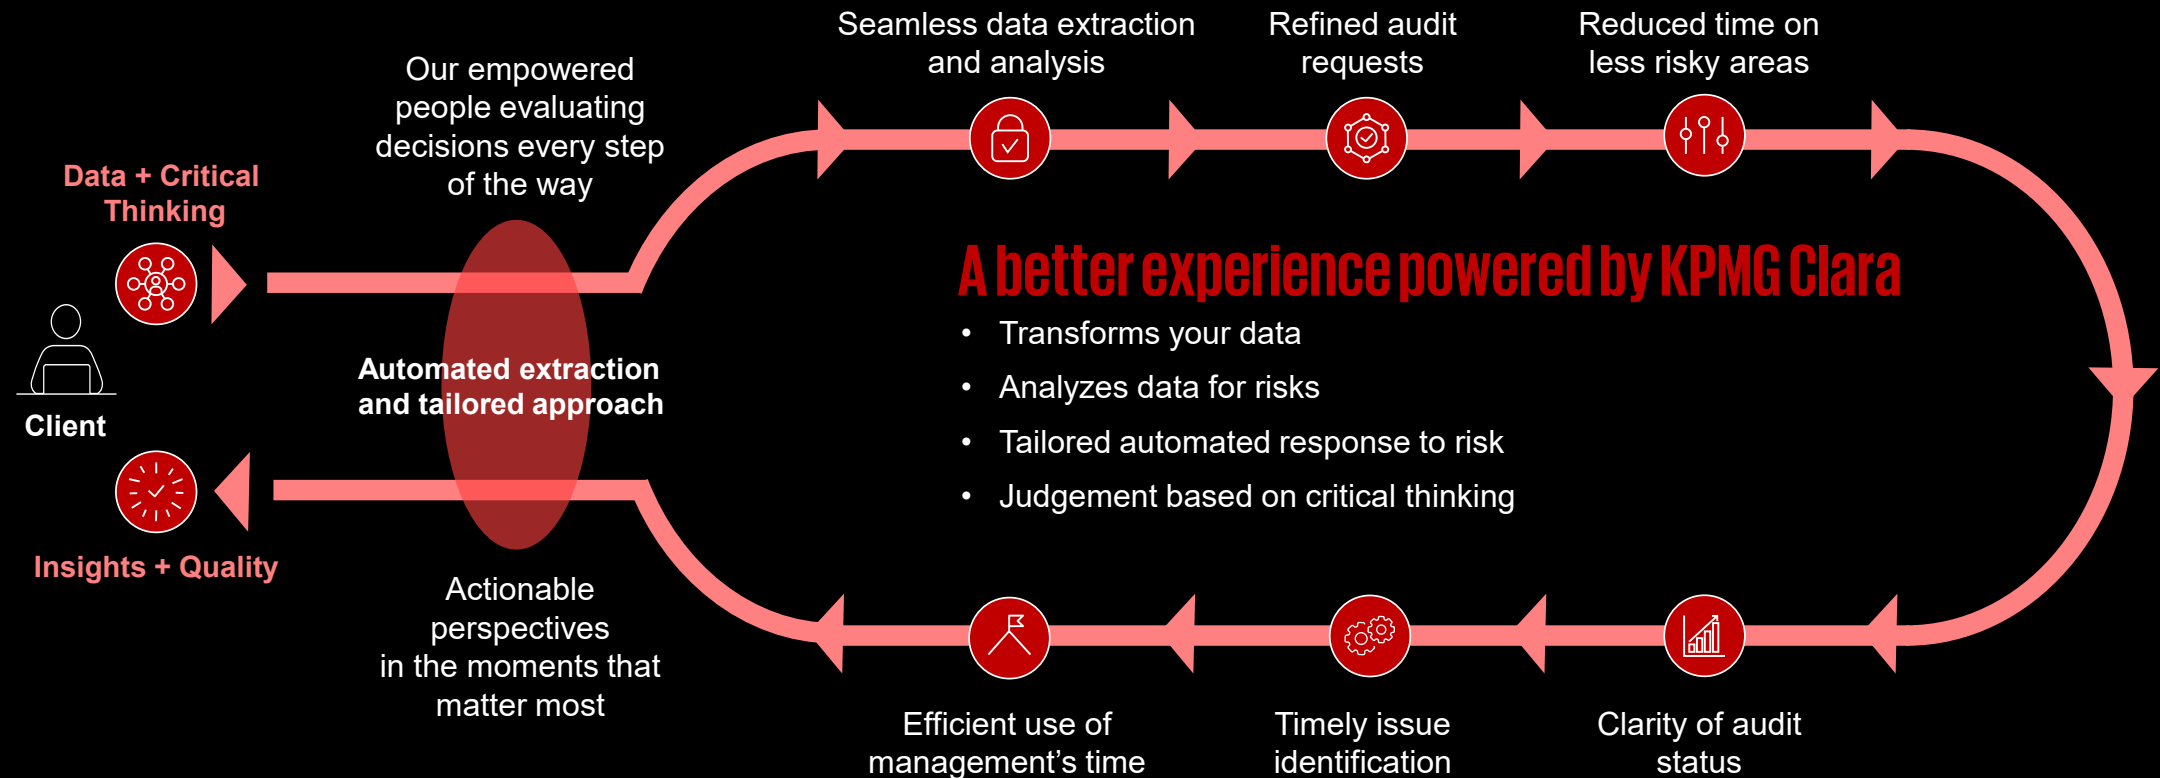 Data + Critical
Thinking
Client
Insights + Quality
Our empowered
people evaluating
decisions every step
of the way
Automated extraction
and tailored approach
Actionable
perspectives
in the moments that
matter most
Seamless data extraction
and analysis
Refined audit
requests
Reduced time on
less risky areas
A better experience powered by KPMG Clara
• Transforms your data
• Analyzes data for risks
• Tailored automated response to risk
• Judgement based on critical thinking
Efficient use of
management’s time
Timely issue
identification
Clarity of audit
status